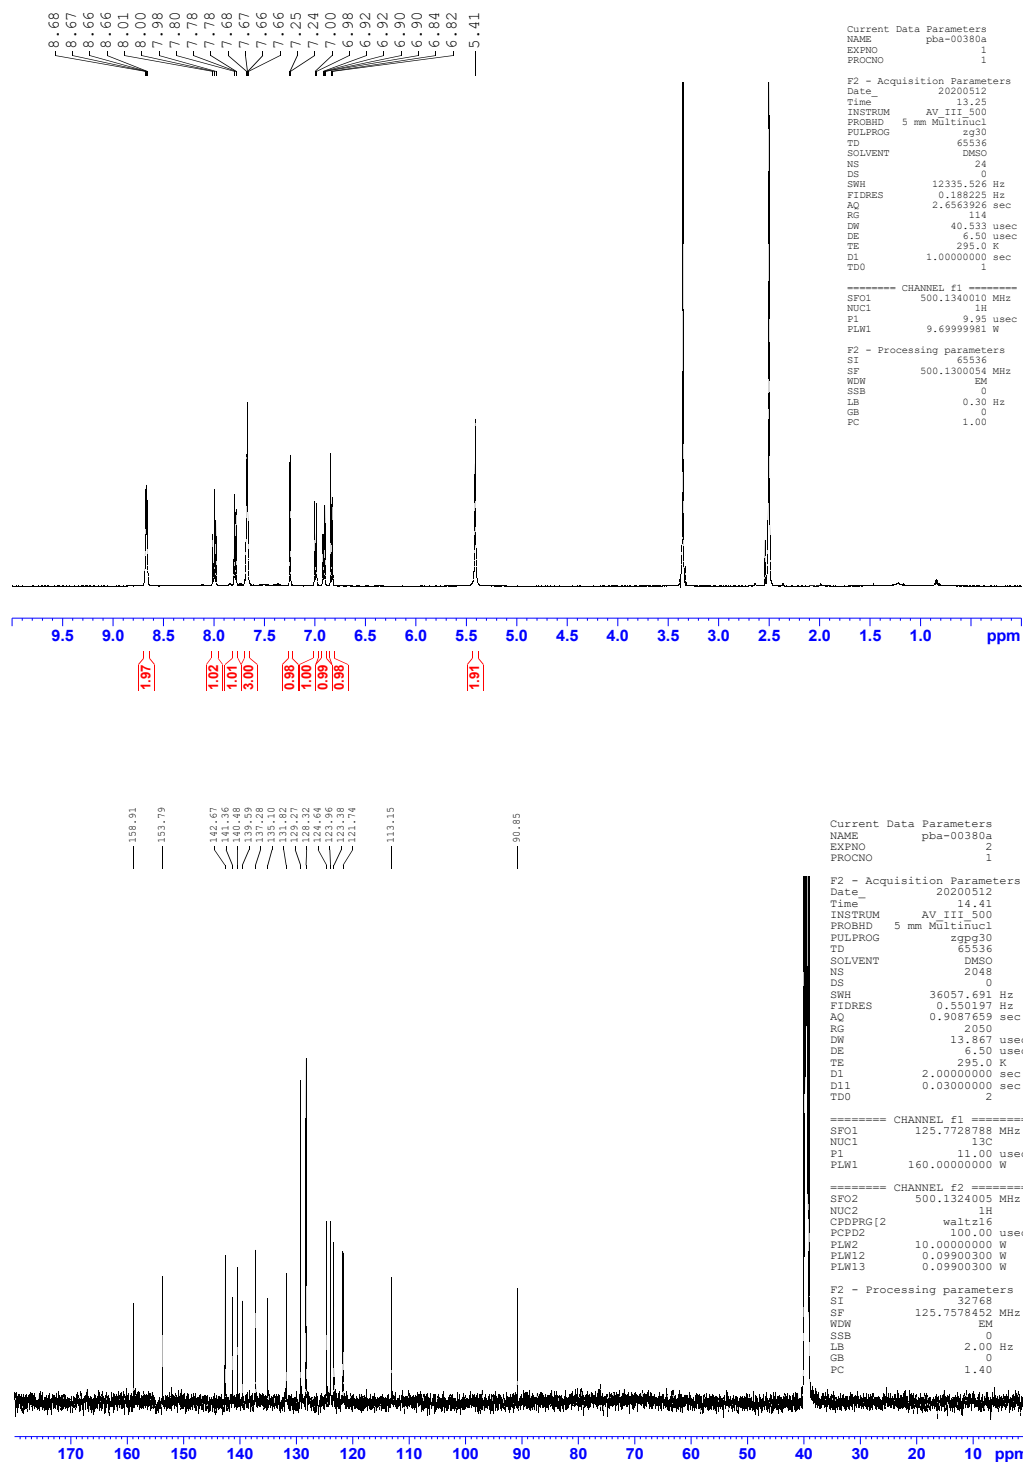 8.68 8.67 8.66 8.66 8.01 8.00 7.98 7.80 7.78 7.78 7.68 7.67 7.66 7.66 7.25 7.24 7.00 6.98 6.92 6.92 6.90 6.90 6.84 6.82 5.41
Current Data Parameters
NAME pba-00380a
EXPNO 1
PROCNO 1
F2 - Acquisition Parameters
Date_ 20200512
Time 13.25
INSTRUM AV_III_500
PROBHD 5 mm Multinucl
PULPROG zg30
TD 65536
SOLVENT DMSO
NS 24
DS 0
SWH 12335.526 Hz
FIDRES 0.188225 Hz
AQ 2.6563926 sec
RG 114
DW 40.533 usec
DE 6.50 usec
TE 295.0 K
D1 1.00000000 sec
TD0 1
======== CHANNEL f1 ========
SFO1 500.1340010 MHz
NUC1 1H
P1 9.95 usec
PLW1 9.69999981 W
F2 - Processing parameters
SI 65536
SF 500.1300054 MHz
WDW EM
SSB 0
LB 0.30 Hz
GB 0
PC 1.00
9.5 9.0 8.5 8.0 7.5 7.0 6.5 6.0 5.5 5.0 4.5 4.0 3.5 3.0 2.5 2.0 1.5 1.0 ppm
1.97 1.02 1.01 3.00 0.98 1.00 0.99 0.98 1.91
158.91 153.79 142.67 141.36 140.48 139.59 137.28 135.10 131.82 129.27 128.32 124.64 123.96 123.38 121.74 113.15 90.85
Current Data Parameters
NAME pba-00380a
EXPNO 2
PROCNO 1
F2 - Acquisition Parameters
Date_ 20200512
Time 14.41
INSTRUM AV_III_500
PROBHD 5 mm Multinucl
PULPROG zgpg30
TD 65536
SOLVENT DMSO
NS 2048
DS 0
SWH 36057.691 Hz
FIDRES 0.550197 Hz
AQ 0.9087659 sec
RG 2050
DW 13.867 usec
DE 6.50 usec
TE 295.0 K
D1 2.00000000 sec
D11 0.03000000 sec
TD0 2
======== CHANNEL f1 ========
SFO1 125.7728788 MHz
NUC1 13C
P1 11.00 usec
PLW1 160.00000000 W
======== CHANNEL f2 ========
SFO2 500.1324005 MHz
NUC2 1H
CPDPRG[2 waltz16
PCPD2 100.00 usec
PLW2 10.00000000 W
PLW12 0.09900300 W
PLW13 0.09900300 W
F2 - Processing parameters
SI 32768
SF 125.7578452 MHz
WDW EM
SSB 0
LB 2.00 Hz
GB 0
PC 1.40
170 160 150 140 130 120 110 100 90 80 70 60 50 40 30 20 10 ppm